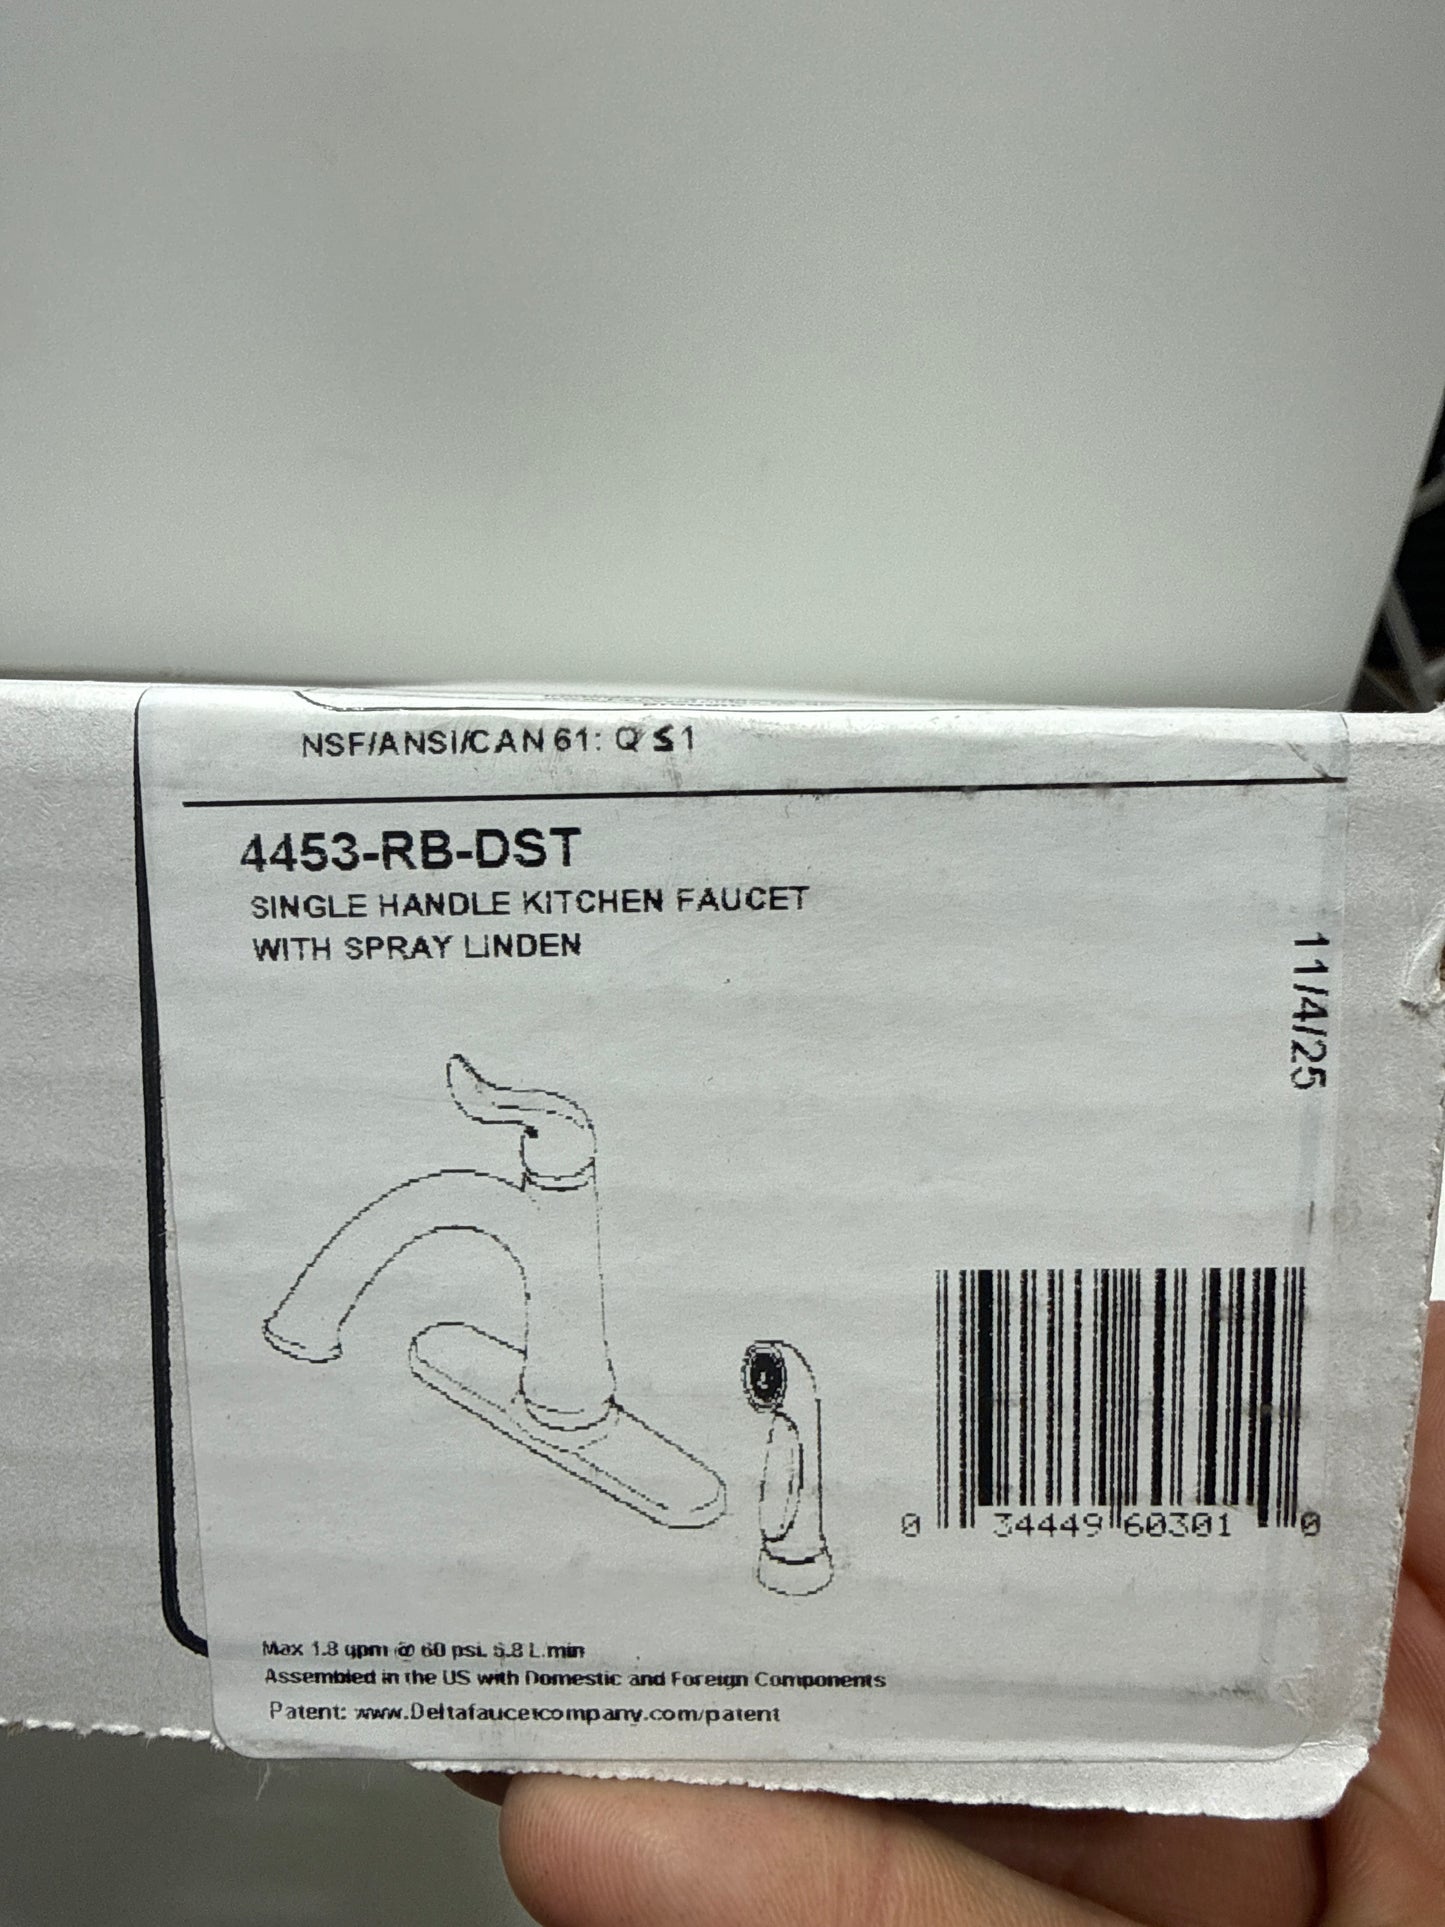 NSF/ANSI/CAN 61: Q ≤ 1
4453-RB-DST
SINGLE HANDLE KITCHEN FAUCET
WITH SPRAY LINDEN
11/4/25
0 34449 60301 0
Max 1.8 gpm @ 60 psi. 6.8 L.min
Assembled in the US with Domestic and Foreign Components
Patent: www.Deltafaucetcompany.com/patent